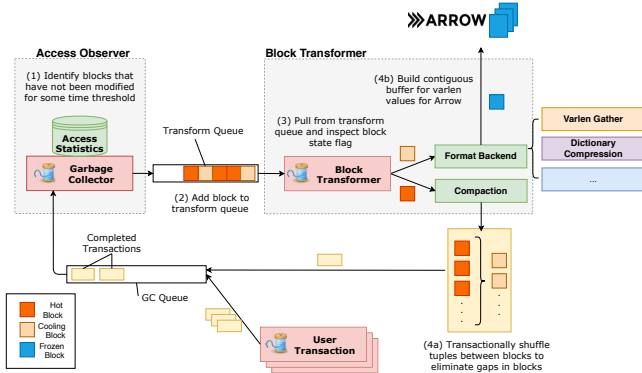 ARROW
Access Observer
Block Transformer
(1) Identify blocks that
have not been modified
for some time threshold
(4b) Build contiguous
buffer for varlen
values for Arrow
Access
Statistics
Transform Queue
(3) Pull from transform
queue and inspect block
state flag
Varlen Gather
Garbage
Collector
Block
Transformer
Format Backend
Dictionary
Compression
Compaction
...
(2) Add block to
transform queue
Completed
Transactions
GC Queue
Hot
Block
Cooling
Block
Frozen
Block
User
Transaction
(4a) Transactionally shuffle
tuples between blocks to
eliminate gaps in blocks